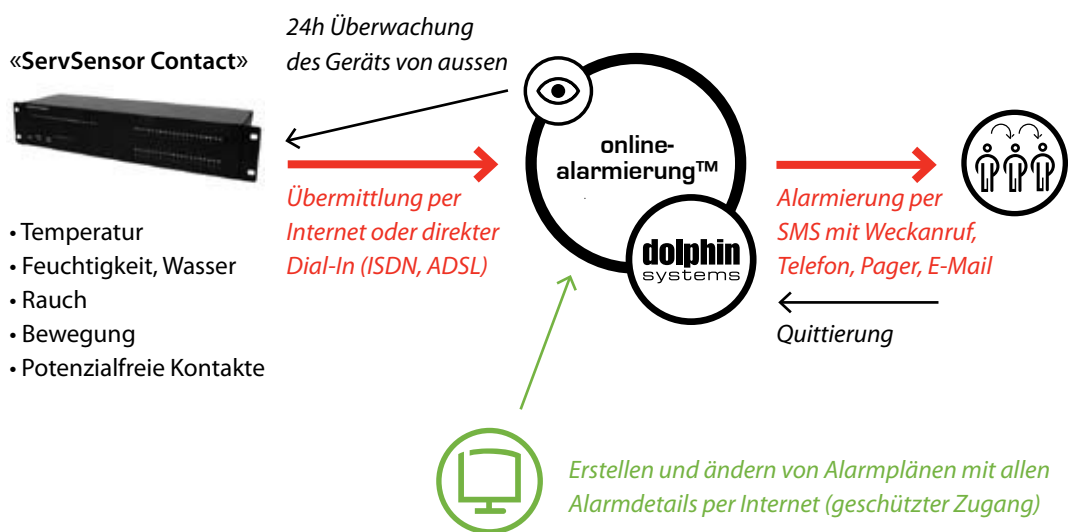 24h Überwachung
des Geräts von aussen
«ServSensor Contact»
online-
alarmierung™
Übermittlung per
Internet oder direkter
Dial-In (ISDN, ADSL)
Alarmierung per
SMS mit Weckanruf,
Telefon, Pager, E-Mail
dolphin
systems
Quittierung
• Temperatur
• Feuchtigkeit, Wasser
• Rauch
• Bewegung
• Potenzialfreie Kontakte
Erstellen und ändern von Alarmplänen mit allen
Alarmdetails per Internet (geschützter Zugang)